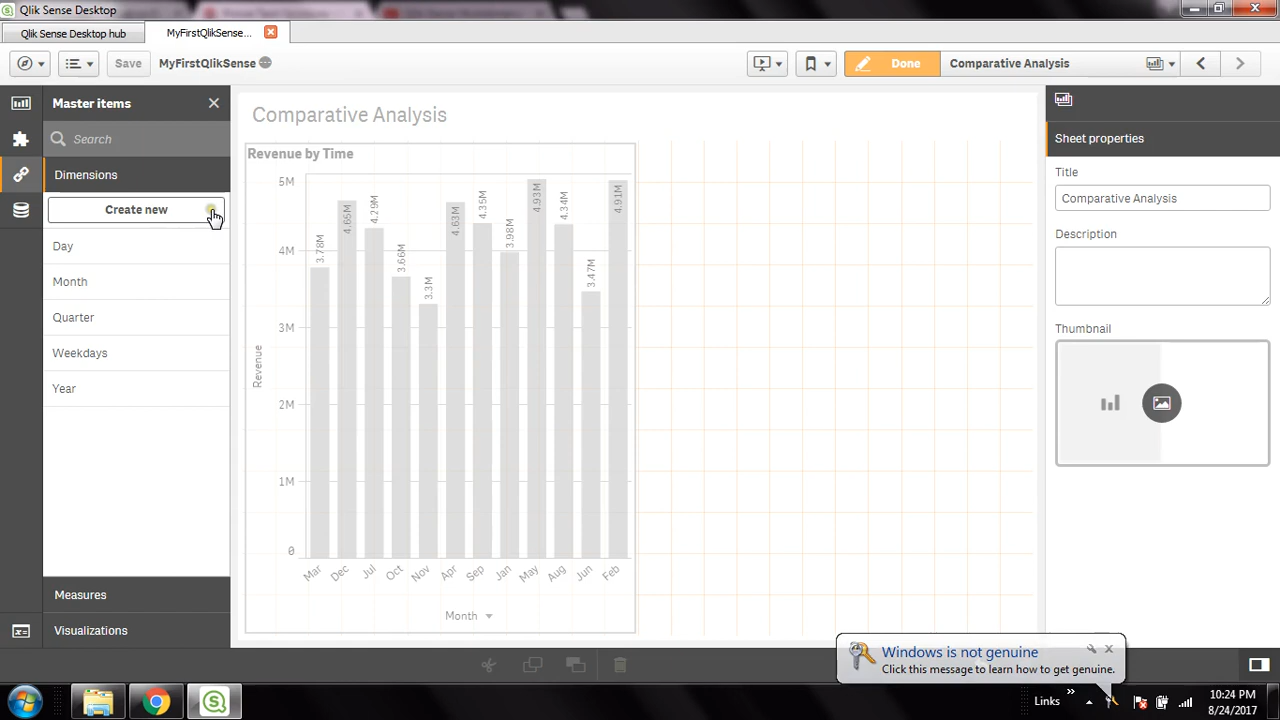 Qlik Sense Desktop
Qlik Sense Desktop hub
MyFirstQlikSense...
Save
MyFirstQlikSense
Done
Comparative Analysis
Master items
Search
Dimensions
Create new
Day
Month
Quarter
Weekdays
Year
Measures
Visualizations
Comparative Analysis
Revenue by Time
5M
4M
3M
2M
1M
0
Revenue
3.78M
4.65M
4.29M
3.66M
3.3M
4.63M
4.35M
3.98M
4.93M
4.34M
3.47M
4.91M
Mar
Dec
Jul
Oct
Nov
Apr
Sep
Jan
May
Aug
Jun
Feb
Month
Sheet properties
Title
Comparative Analysis
Description
Thumbnail
Windows is not genuine
Click this message to learn how to get genuine.
Links
10:24 PM
8/24/2017